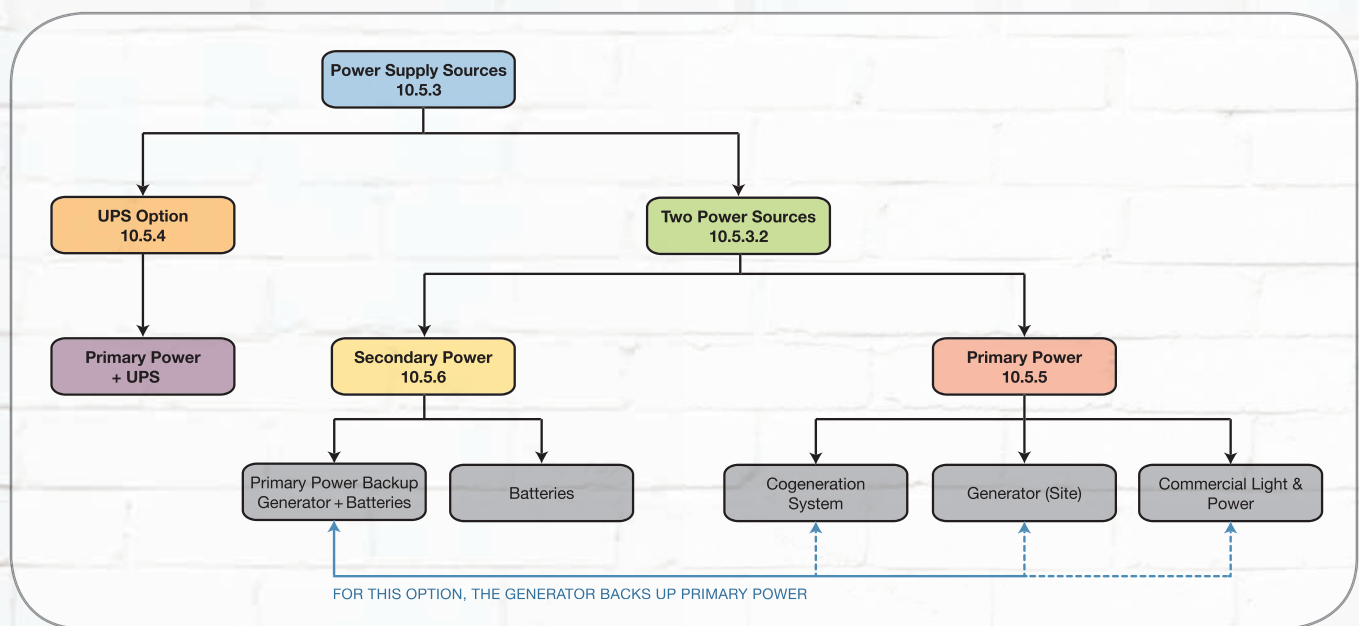 Power Supply Sources
10.5.3
UPS Option
10.5.4
Two Power Sources
10.5.3.2
Primary Power
+ UPS
Secondary Power
10.5.6
Primary Power
10.5.5
Primary Power Backup
Generator + Batteries
Batteries
Cogeneration
System
Generator (Site)
Commercial Light &
Power
FOR THIS OPTION, THE GENERATOR BACKS UP PRIMARY POWER